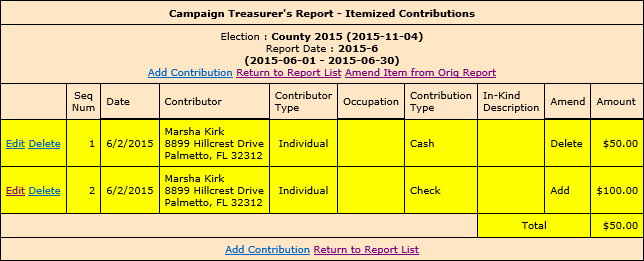 Campaign Treasurer's Report - Itemized Contributions
Election : County 2015 (2015-11-04)
Report Date : 2015-6
(2015-06-01 - 2015-06-30)
Add Contribution Return to Report List Amend Item from Orig Report
Seq Num Date Contributor Contributor Type Occupation Contribution Type In-Kind Description Amend Amount
Edit Delete 1 6/2/2015 Marsha Kirk
8899 Hillcrest Drive
Palmetto, FL 32312
Individual Cash Delete $50.00
Edit Delete 2 6/2/2015 Marsha Kirk
8899 Hillcrest Drive
Palmetto, FL 32312
Individual Check Add $100.00
Total $50.00
Add Contribution Return to Report List